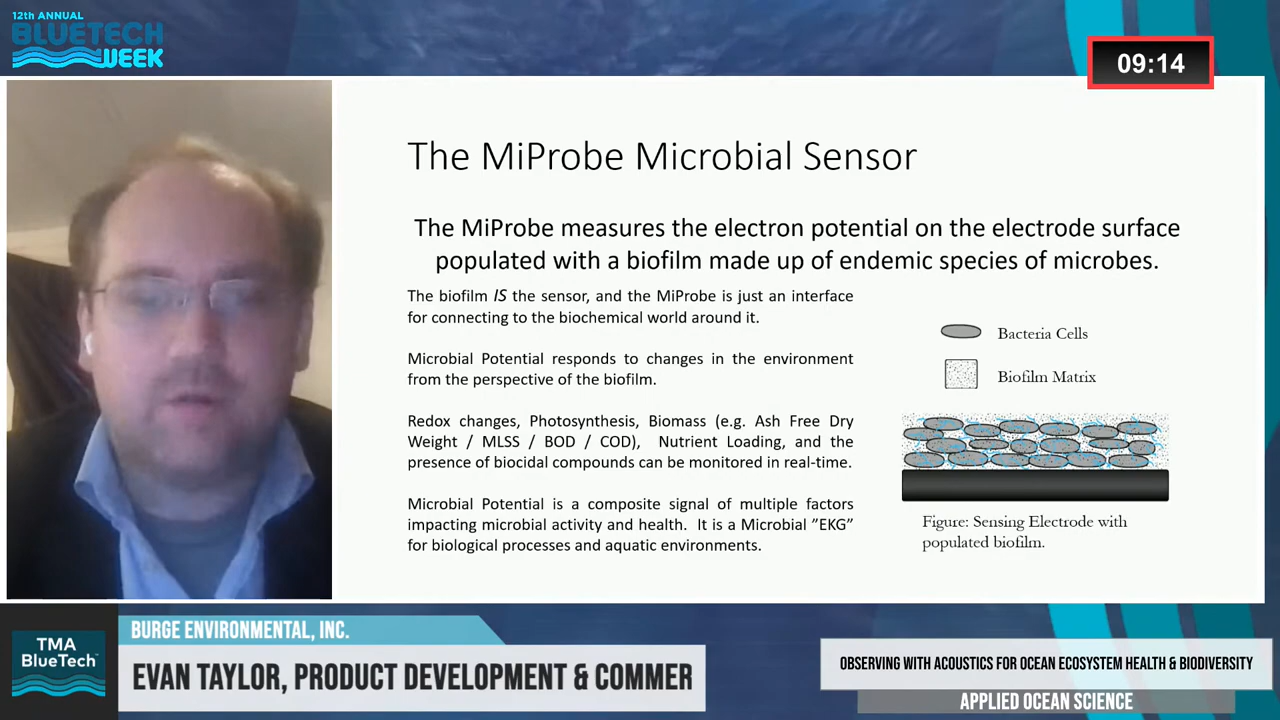 12th ANNUAL
BLUETECH
WEEK
09:14
The MiProbe Microbial Sensor
The MiProbe measures the electron potential on the electrode surface
populated with a biofilm made up of endemic species of microbes.
The biofilm IS the sensor, and the MiProbe is just an interface
for connecting to the biochemical world around it.
Microbial Potential responds to changes in the environment
from the perspective of the biofilm.
Redox changes, Photosynthesis, Biomass (e.g. Ash Free Dry
Weight / MLSS / BOD / COD), Nutrient Loading, and the
presence of biocidal compounds can be monitored in real-time.
Microbial Potential is a composite signal of multiple factors
impacting microbial activity and health. It is a Microbial ”EKG”
for biological processes and aquatic environments.
Bacteria Cells
Biofilm Matrix
Figure: Sensing Electrode with
populated biofilm.
TMA
BlueTech™
BURGE ENVIRONMENTAL, INC.
EVAN TAYLOR, PRODUCT DEVELOPMENT & COMMER
OBSERVING WITH ACOUSTICS FOR OCEAN ECOSYSTEM HEALTH & BIODIVERSITY
APPLIED OCEAN SCIENCE